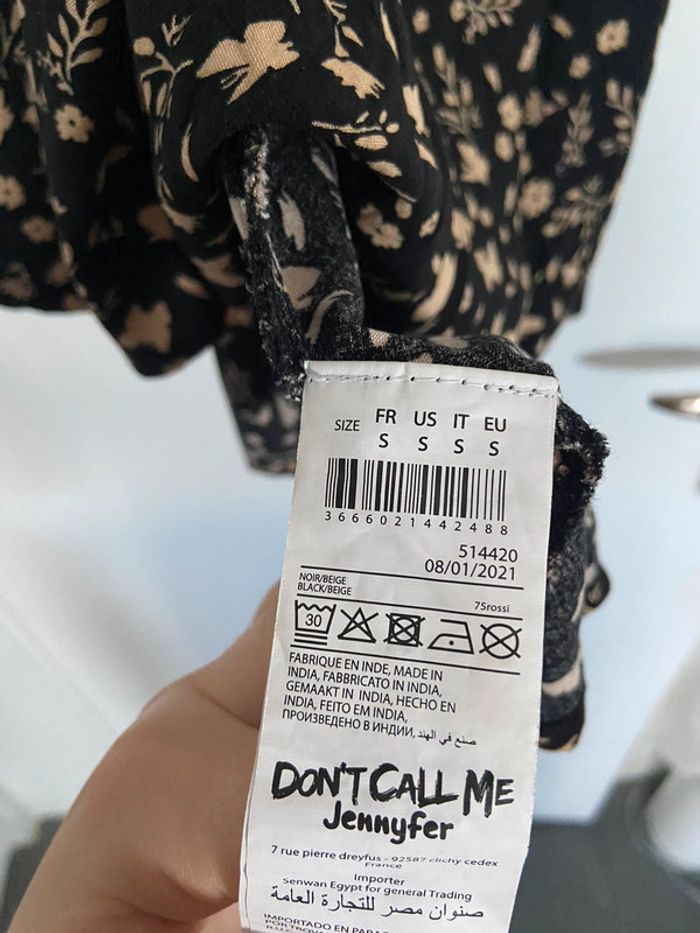 SIZE FR US IT EU
S S S S
3666021442488
514420
08/01/2021
NOIR/BEIGE
BLACK/BEIGE
75rossi
30
FABRIQUE EN INDE, MADE IN
INDIA, FABBRICATO IN INDIA,
GEMAAKT IN INDIA, HECHO EN
INDIA, FEITO EM INDIA,
ПРОИЗВЕДЕНО В ИНДИИ, صنع في الهند
DON'T CALL ME
Jennyfer
7 rue pierre dreyfus - 92587 clichy cedex
France
Importer
Senwan Egypt for general Trading
صنوان مصر للتجارة العامة
IMPORTADO EN